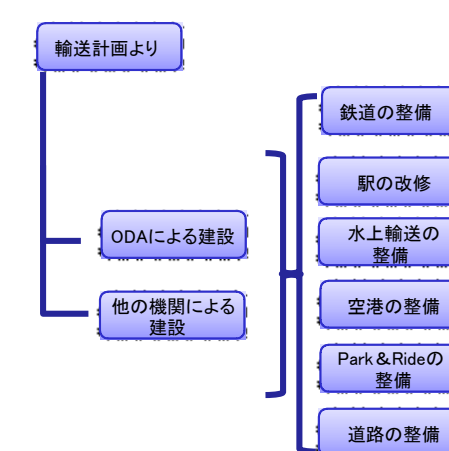 輸送計画より
ODAによる建設
他の機関による
建設
鉄道の整備
駅の改修
水上輸送の
整備
空港の整備
Park＆Rideの
整備
道路の整備